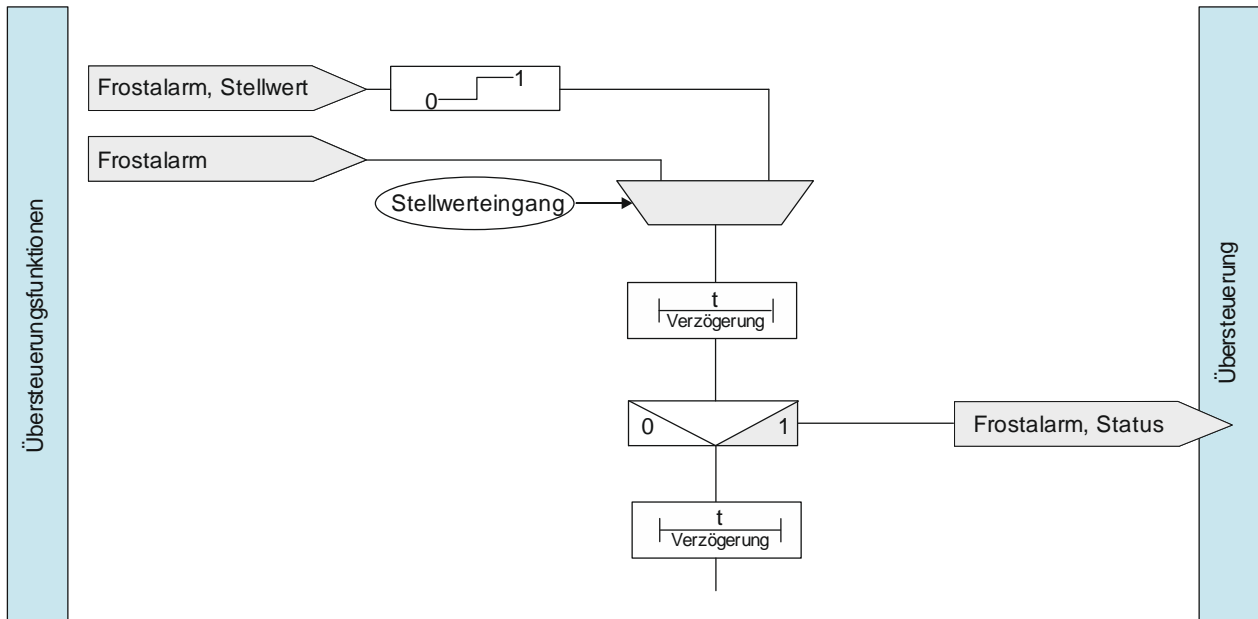 Übersteuerungsfunktionen
Frostalarm, Stellwert
0
1
Frostalarm
Stellwerteingang
t
Verzögerung
0
1
Frostalarm, Status
t
Verzögerung
Übersteuerung